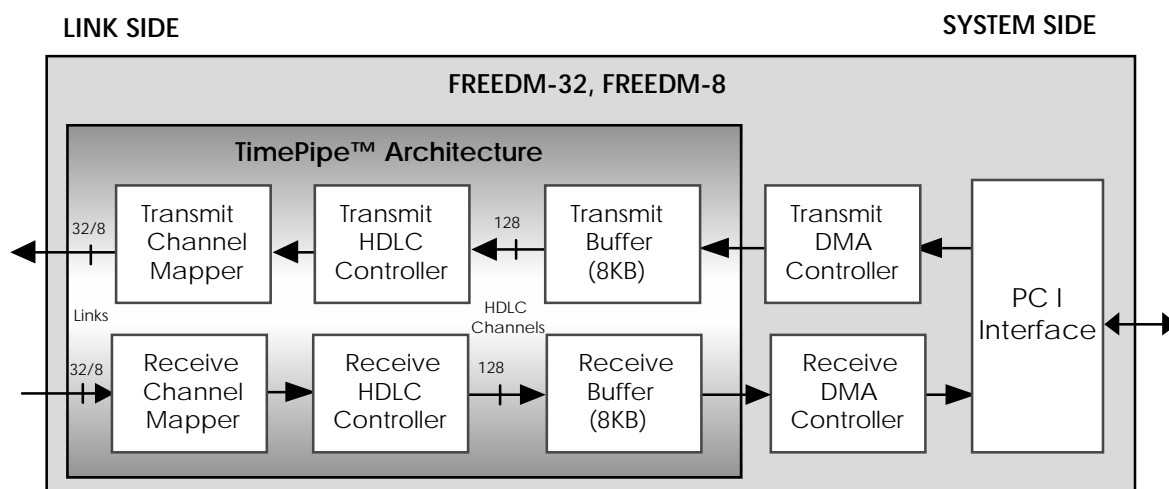 LINK SIDE
SYSTEM SIDE
FREEDM-32, FREEDM-8
TimePipe™ Architecture
32/8
Transmit
Channel
Mapper
Transmit
HDLC
Controller
128
Transmit
Buffer
(8KB)
Transmit
DMA
Controller
PC I
Interface
Links
HDLC
Channels
32/8
Receive
Channel
Mapper
Receive
HDLC
Controller
128
Receive
Buffer
(8KB)
Receive
DMA
Controller